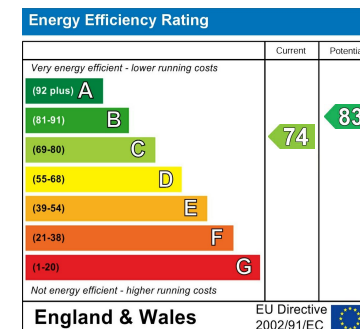 Energy Efficiency Rating
Current Potentia
Very energy efficient - lower running costs
(92 plus) A
(81-91) B
83
(69-80) C
74
(55-68) D
(39-54) E
(21-38) F
(1-20) G
Not energy efficient - higher running costs
England & Wales
EU Directive
2002/91/EC